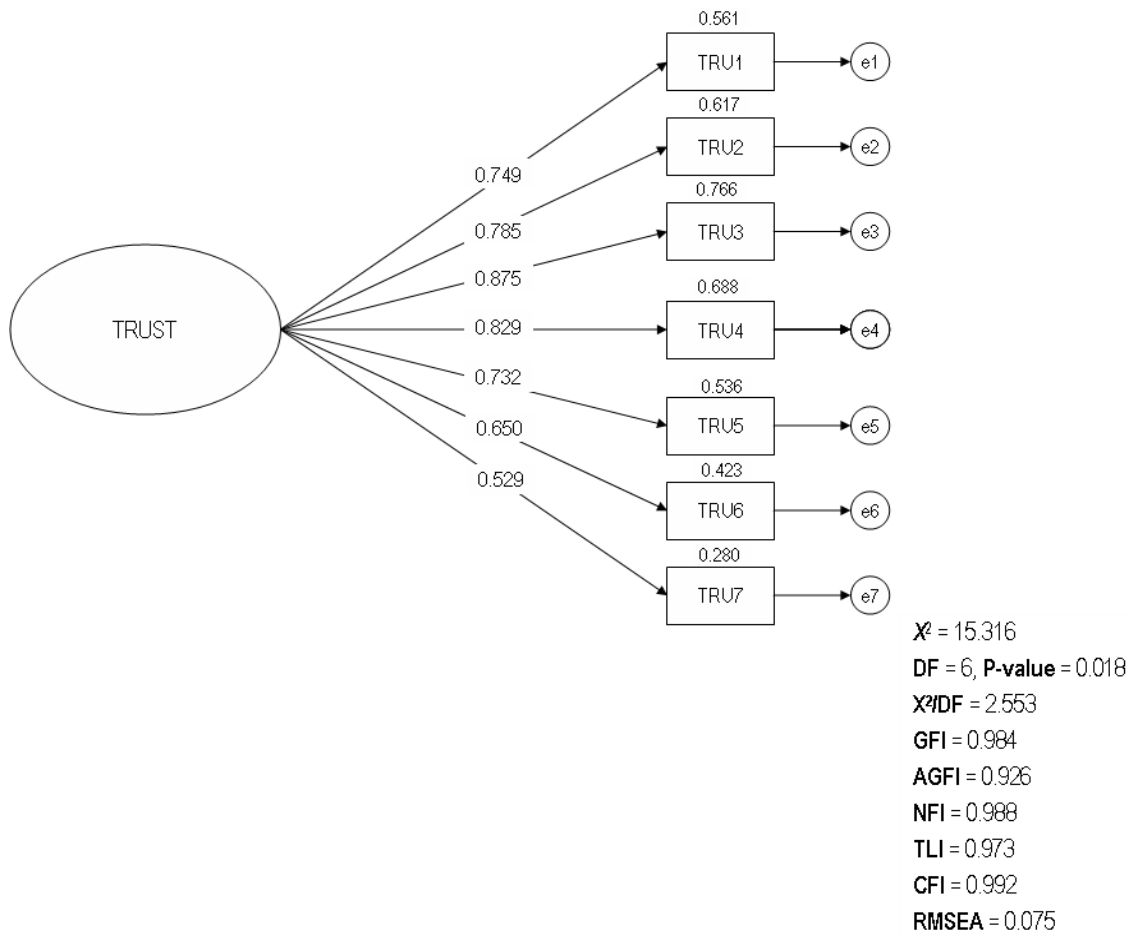 0.561
TRU1
e1
0.617
TRU2
e2
0.749
0.766
0.785
TRU3
e3
0.875
0.688
TRUST
0.829
TRU4
e4
0.732
0.536
0.650
TRU5
e5
0.423
0.529
TRU6
e6
0.280
TRU7
e7
X² = 15.316
DF = 6, P-value = 0.018
X²/DF = 2.553
GFI = 0.984
AGFI = 0.926
NFI = 0.988
TLI = 0.973
CFI = 0.992
RMSEA = 0.075